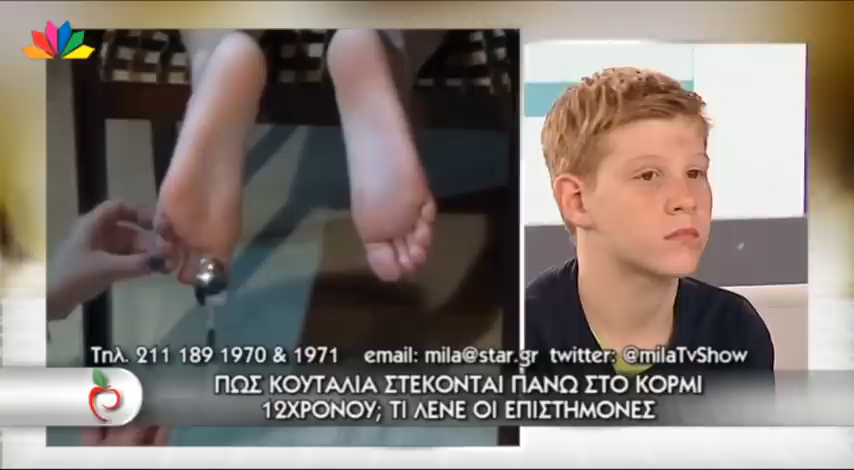 Τηλ. 211 189 1970 & 1971 email: mila@star.gr twitter: @milaTvShow
ΠΩΣ ΚΟΥΤΑΛΙΑ ΣΤΕΚΟΝΤΑΙ ΠΑΝΩ ΣΤΟ ΚΟΡΜΙ
12ΧΡΟΝΟΥ; ΤΙ ΛΕΝΕ ΟΙ ΕΠΙΣΤΗΜΟΝΕΣ